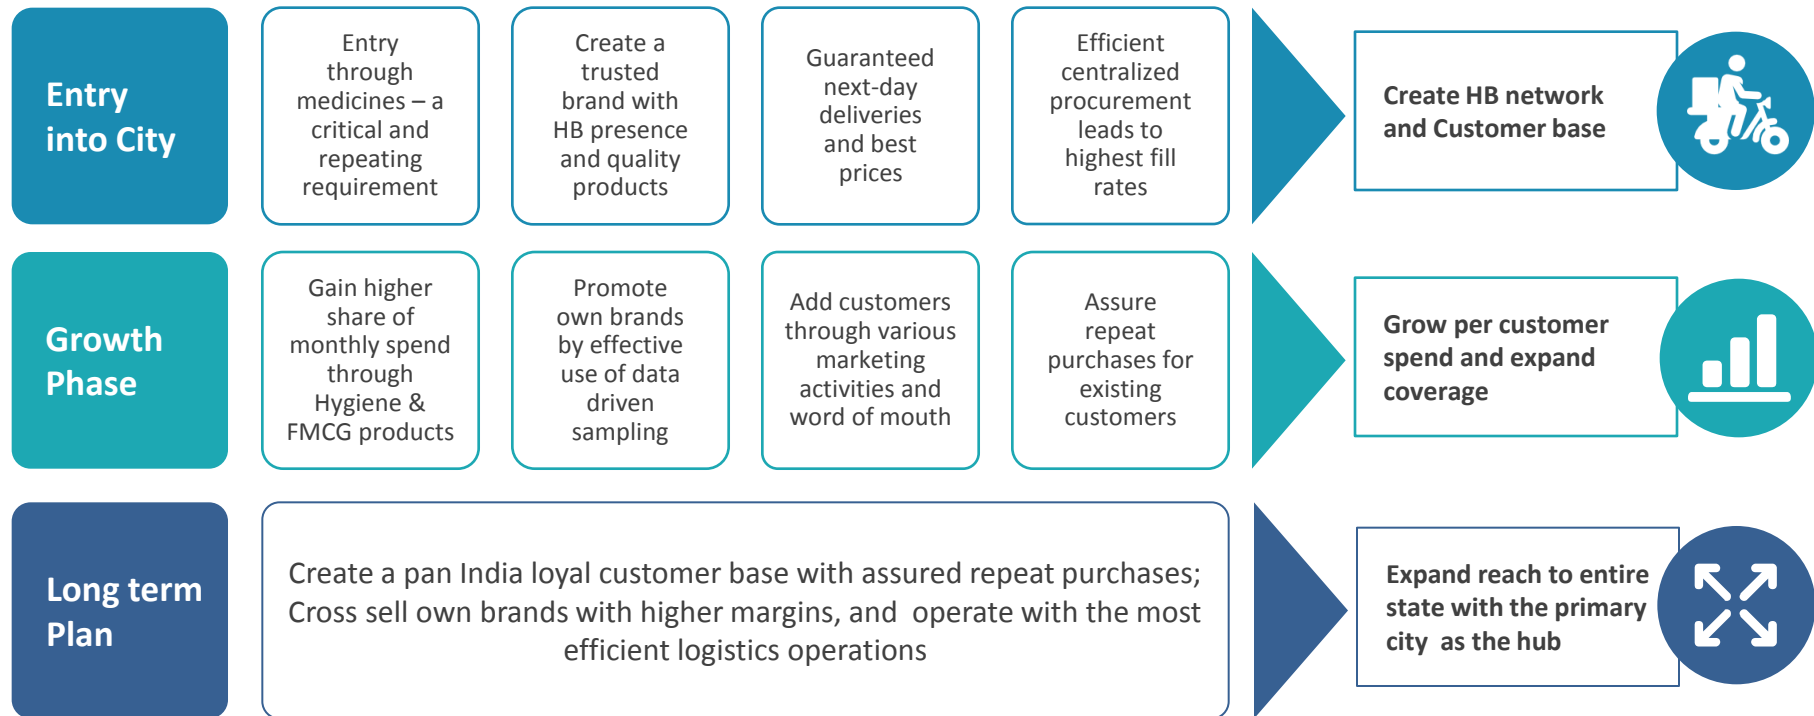 Entry
into City
Entry
through
medicines – a
critical and
repeating
requirement
Create a
trusted
brand with
HB presence
and quality
products
Guaranteed
next-day
deliveries
and best
prices
Efficient
centralized
procurement
leads to
highest fill
rates
Create HB network
and Customer base
Growth
Phase
Gain higher
share of
monthly spend
through
Hygiene &
FMCG products
Promote
own brands
by effective
use of data
driven
sampling
Add customers
through various
marketing
activities and
word of mouth
Assure
repeat
purchases for
existing
customers
Grow per customer
spend and expand
coverage
Long term
Plan
Create a pan India loyal customer base with assured repeat purchases;
Cross sell own brands with higher margins, and operate with the most
efficient logistics operations
Expand reach to entire
state with the primary
city as the hub